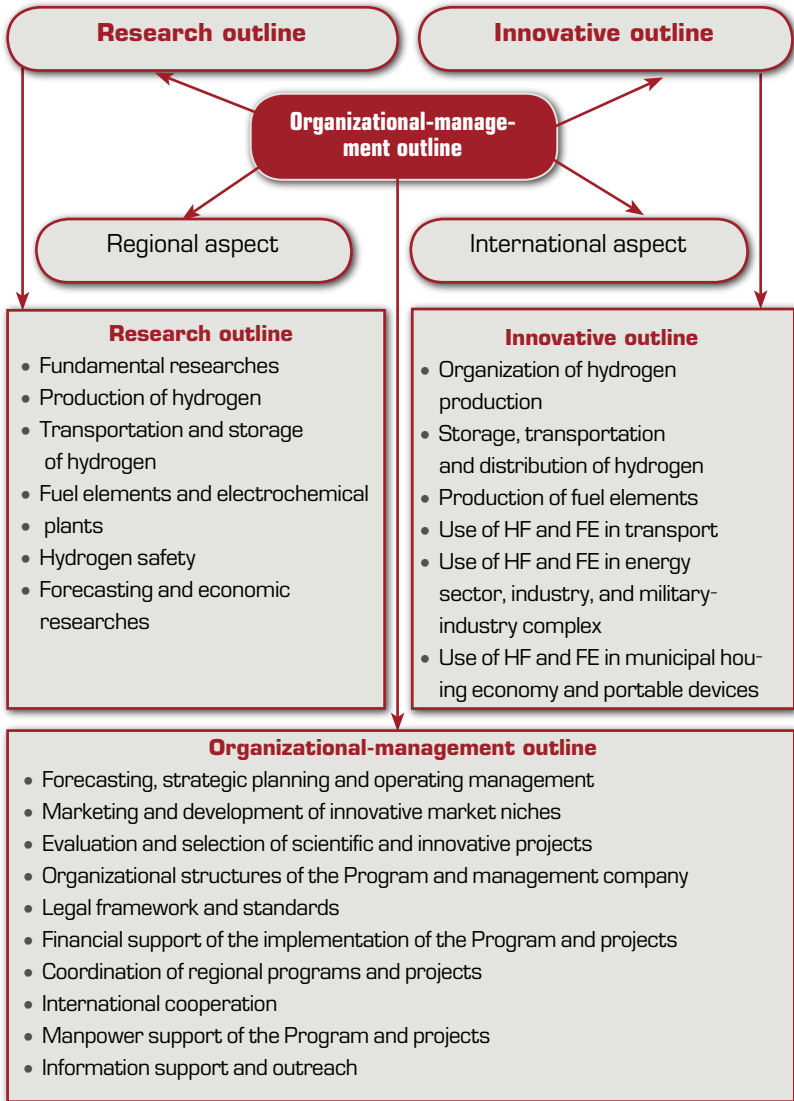 Research outline
Innovative outline
Organizational-manage-
ment outline
Regional aspect
International aspect
Research outline
• Fundamental researches
• Production of hydrogen
• Transportation and storage
of hydrogen
• Fuel elements and electrochemical
• plants
• Hydrogen safety
• Forecasting and economic
researches
Innovative outline
• Organization of hydrogen
production
• Storage, transportation
and distribution of hydrogen
• Production of fuel elements
• Use of HF and FE in transport
• Use of HF and FE in energy
sector, industry, and military-
industry complex
• Use of HF and FE in municipal hou-
ing economy and portable devices
Organizational-management outline
• Forecasting, strategic planning and operating management
• Marketing and development of innovative market niches
• Evaluation and selection of scientific and innovative projects
• Organizational structures of the Program and management company
• Legal framework and standards
• Financial support of the implementation of the Program and projects
• Coordination of regional programs and projects
• International cooperation
• Manpower support of the Program and projects
• Information support and outreach